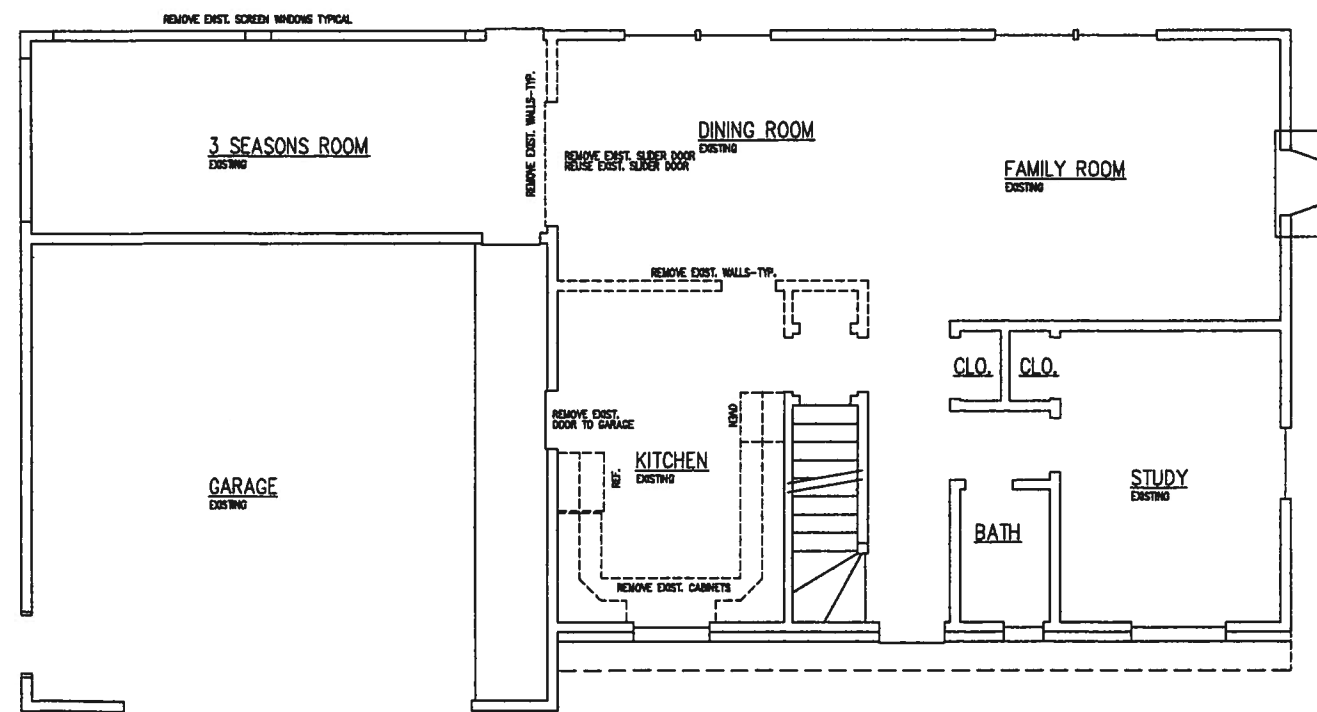 REMOVE EXIST. SCREEN WINDOWS TYPICAL
3 SEASONS ROOM
EXISTING
REMOVE EXIST. WALLS-TYP.
DINING ROOM
EXISTING
REMOVE EXIST. SLIDER DOOR
REUSE EXIST. SLIDER DOOR
FAMILY ROOM
EXISTING
REMOVE EXIST. WALLS-TYP.
CLO.
CLO.
REMOVE EXIST.
DOOR TO GARAGE
OVEN
KITCHEN
EXISTING
REF.
GARAGE
EXISTING
STUDY
EXISTING
BATH
REMOVE EXIST. CABINETS